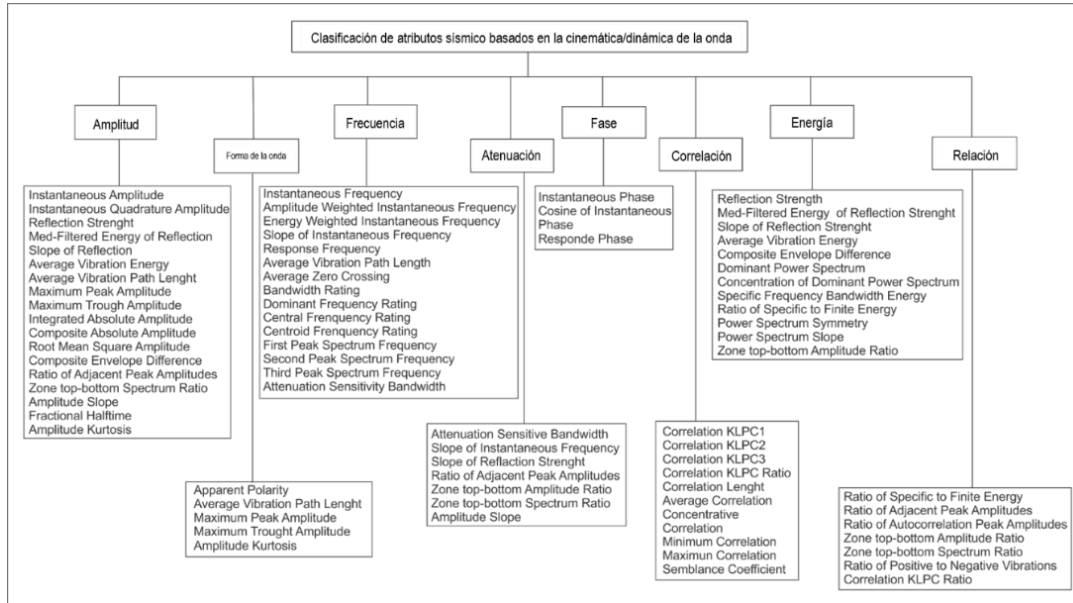 Clasificación de atributos sísmico basados en la cinemática/dinámica de la onda
Amplitud
Instantaneous Amplitude
Instantaneous Quadrature Amplitude
Reflection Strenght
Med-Filtered Energy of Reflection
Slope of Reflection
Average Vibration Energy
Average Vibration Path Lenght
Maximum Peak Amplitude
Maximum Trough Amplitude
Integrated Absolute Amplitude
Composite Absolute Amplitude
Root Mean Square Amplitude
Composite Envelope Difference
Ratio of Adjacent Peak Amplitudes
Zone top-bottom Spectrum Ratio
Amplitude Slope
Fractional Halftime
Amplitude Kurtosis
Forma de la onda
Apparent Polarity
Average Vibration Path Lenght
Maximum Peak Amplitude
Maximum Trought Amplitude
Amplitude Kurtosis
Frecuencia
Instantaneous Frequency
Amplitude Weighted Instantaneous Frequency
Energy Weighted Instantaneous Frequency
Slope of Instantaneous Frequency
Response Frequency
Average Vibration Path Length
Average Zero Crossing
Bandwidth Rating
Dominant Frequency Rating
Central Frenquency Rating
Centroid Frenquency Rating
First Peak Spectrum Frequency
Second Peak Spectrum Frequency
Third Peak Spectrum Frequency
Attenuation Sensitivity Bandwidth
Atenuación
Attenuation Sensitive Bandwidth
Slope of Instantaneous Frequency
Slope of Reflaction Strenght
Ratio of Adjacent Peak Amplitudes
Zone top-bottom Amplitude Ratio
Zone top-bottom Spectrum Ratio
Amplitude Slope
Fase
Instantaneous Phase
Cosine of Instantaneous
Phase
Responde Phase
Correlación
Correlation KLPC1
Correlation KLPC2
Correlation KLPC3
Correlation KLPC Ratio
Correlation Lenght
Average Correlation
Concentrative
Correlation
Minimum Correlation
Maximun Correlation
Semblance Coefficient
Energía
Reflection Strength
Med-Filtered Energy of Reflection Strenght
Slope of Reflection Strenght
Average Vibration Energy
Composite Envelope Difference
Dominant Power Spectrum
Concentration of Dominant Power Spectrum
Specific Frequency Bandwidth Energy
Ratio of Specific to Finite Energy
Power Spectrum Symmetry
Power Spectrum Slope
Zone top-bottom Amplitude Ratio
Relación
Ratio of Specific to Finite Energy
Ratio of Adjacent Peak Amplitudes
Ratio of Autocorrelation Peak Amplitudes
Zone top-bottom Amplitude Ratio
Zone top-bottom Spectrum Ratio
Ratio of Positive to Negative Vibrations
Correlation KLPC Ratio